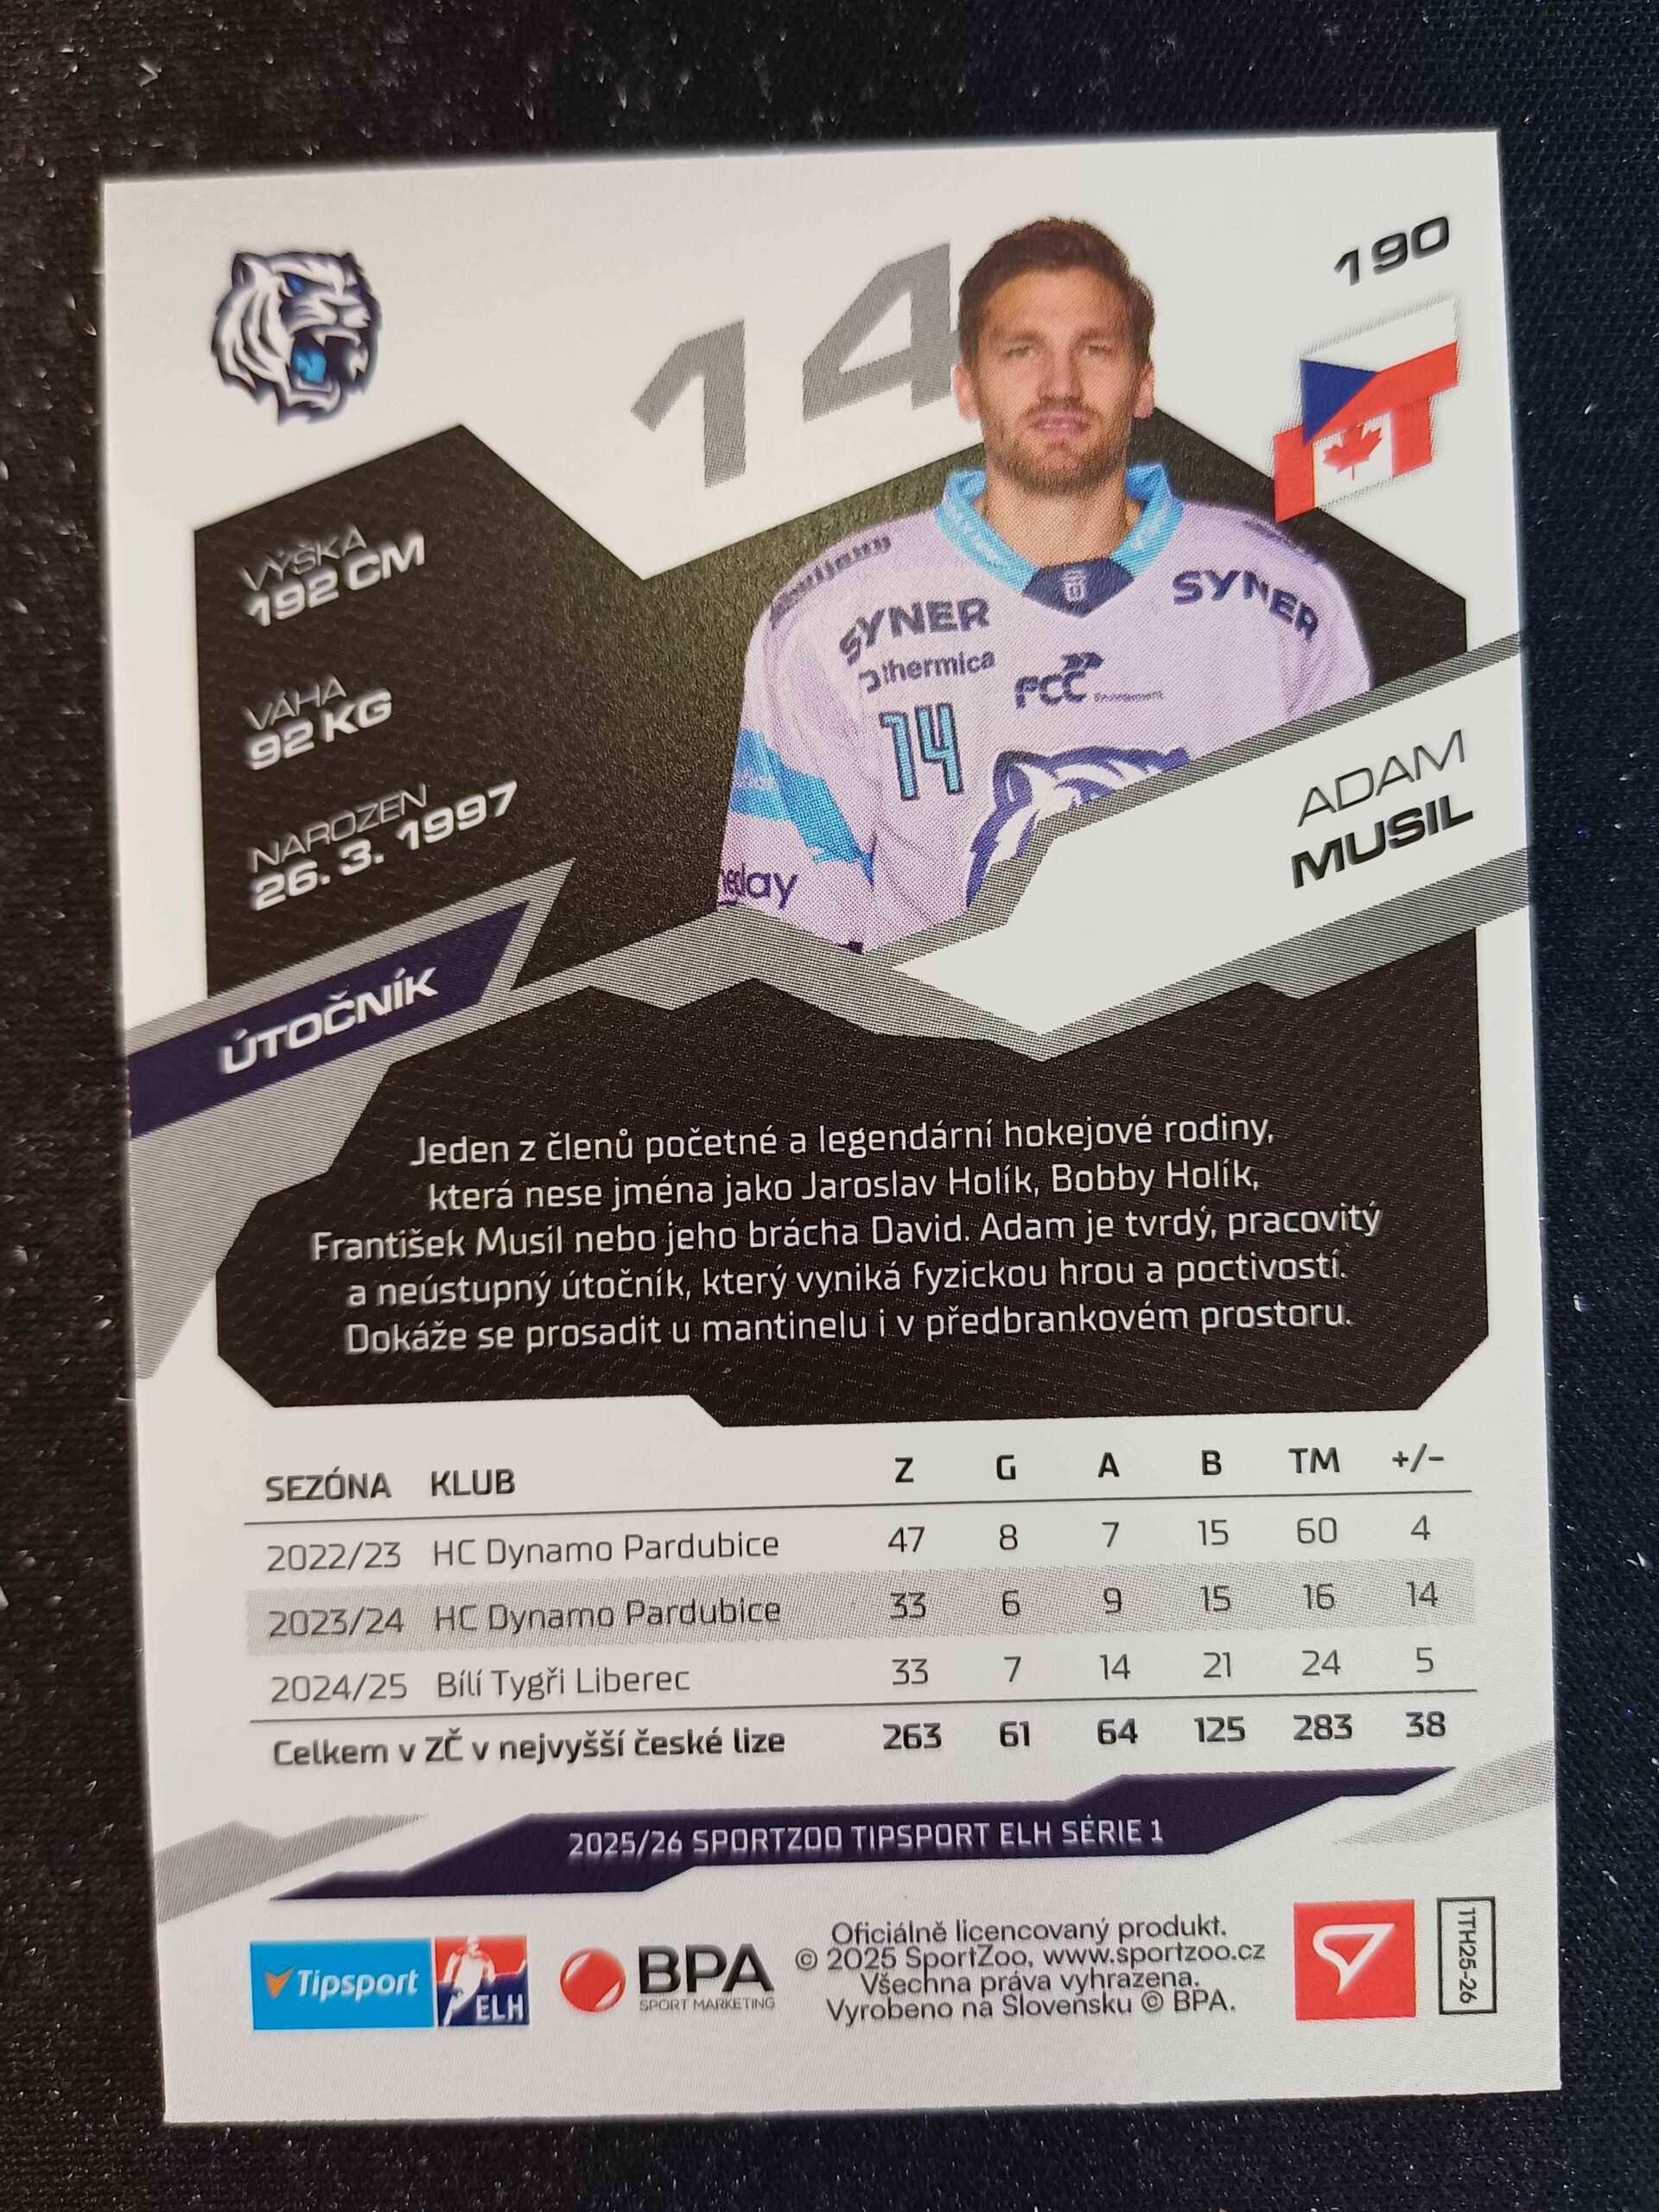 14
190
VÝŠKA
192 CM
VÁHA
92 KG
NAROZEN
26. 3. 1997
SYNER
SYNER
thermica
FCC
14
ADAM
MUSIL
ÚTOČNÍK
Jeden z členů početné a legendární hokejové rodiny,
která nese jména jako Jaroslav Holík, Bobby Holík,
František Musil nebo jeho brácha David. Adam je tvrdý, pracovitý
a neústupný útočník, který vyniká fyzickou hrou a poctivostí.
Dokáže se prosadit u mantinelu i v předbrankovém prostoru.
SEZÓNA KLUB Z G A B TM +/-
2022/23 HC Dynamo Pardubice 47 8 7 15 60 4
2023/24 HC Dynamo Pardubice 33 6 9 15 16 14
2024/25 Bílí Tygři Liberec 33 7 14 21 24 5
Celkem v ZČ v nejvyšší české lize 263 61 64 125 283 38
2025/26 SPORTZOO TIPSPORT ELH SÉRIE 1
Tipsport
ELH
BPA
SPORT MARKETING
Oficiálně licencovaný produkt.
© 2025 SportZoo, www.sportzoo.cz
Všechna práva vyhrazena.
Vyrobeno na Slovensku © BPA.
1TH25-26